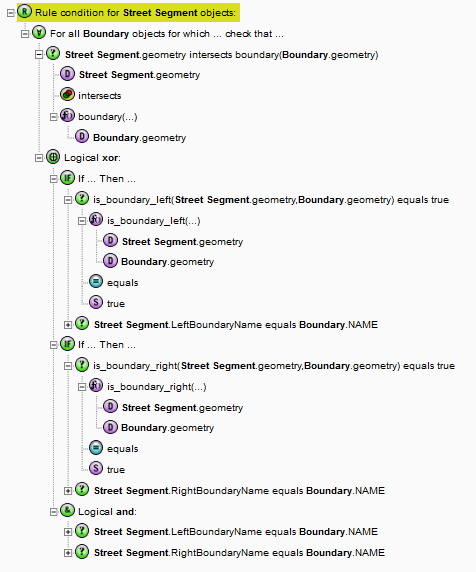 R Rule condition for Street Segment objects:
∀ For all Boundary objects for which ... check that ...
? Street Segment.geometry intersects boundary(Boundary.geometry)
D Street Segment.geometry
intersects
f() boundary(...)
D Boundary.geometry
Logical xor:
IF If ... Then ...
? is_boundary_left(Street Segment.geometry,Boundary.geometry) equals true
f() is_boundary_left(...)
D Street Segment.geometry
D Boundary.geometry
= equals
S true
? Street Segment.LeftBoundaryName equals Boundary.NAME
IF If ... Then ...
? is_boundary_right(Street Segment.geometry,Boundary.geometry) equals true
f() is_boundary_right(...)
D Street Segment.geometry
D Boundary.geometry
= equals
S true
? Street Segment.RightBoundaryName equals Boundary.NAME
& Logical and:
? Street Segment.LeftBoundaryName equals Boundary.NAME
? Street Segment.RightBoundaryName equals Boundary.NAME